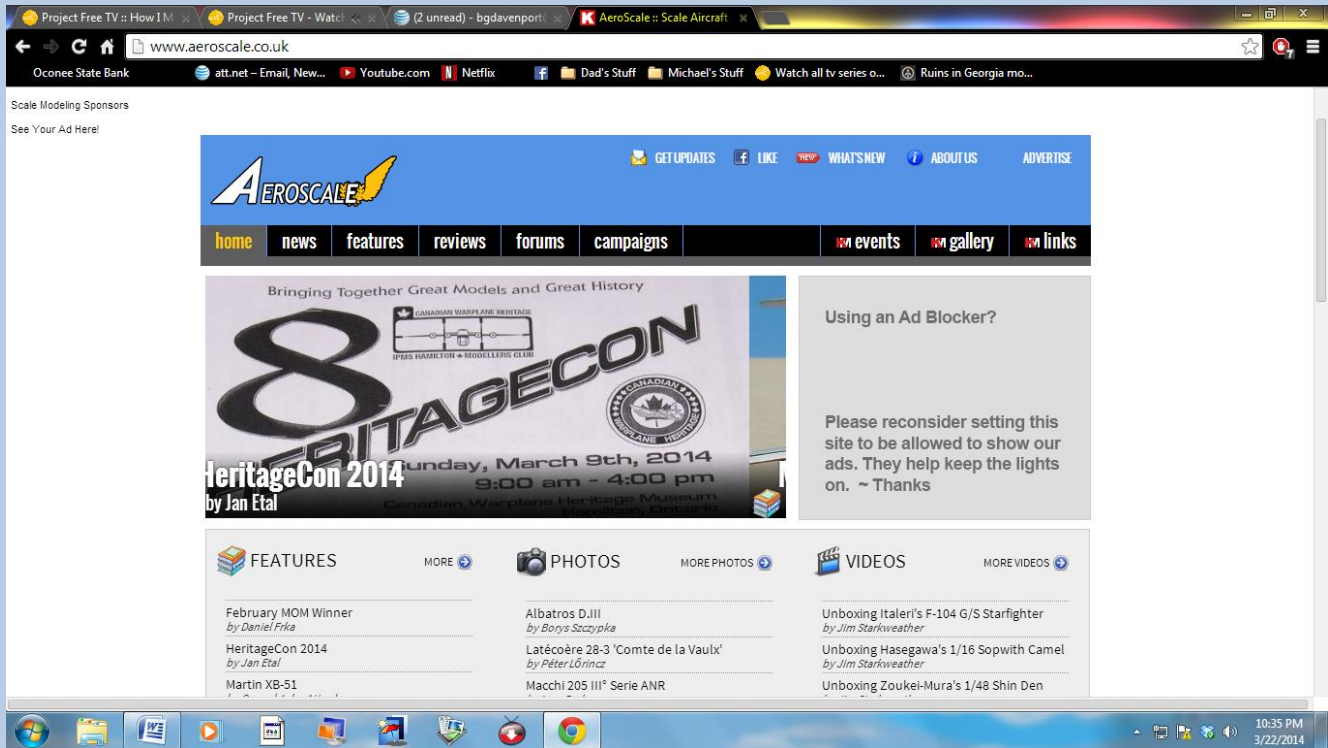 Project Free TV :: How I M
Project Free TV - Watch
(2 unread) - bgdavenport
AeroScale :: Scale Aircraft
www.aeroscale.co.uk
7
Oconee State Bank
att.net – Email, New...
Youtube.com
Netflix
Dad's Stuff
Michael's Stuff
Watch all tv series o...
Ruins in Georgia mo...
Scale Modeling Sponsors
See Your Ad Here!
AEROSCALE
GET UPDATES
LIKE
NEW
WHAT'S NEW
ABOUT US
ADVERTISE
home
news
features
reviews
forums
campaigns
KM events
KM gallery
KM links
Bringing Together Great Models and Great History
CANADIAN WARPLANE HERITAGE
IPMS HAMILTON MODELLERS CLUB
8
ERITAGECON
CANADIAN
WARPLANE HERITAGE
Sunday, March 9th, 2014
9:00 am - 4:00 pm
Canadian Warplane Heritage Museum
Hamilton, Ontario
HeritageCon 2014
by Jan Etal
Using an Ad Blocker?
Please reconsider setting this
site to be allowed to show our
ads. They help keep the lights
on. ~ Thanks
FEATURES
MORE
February MOM Winner
by Daniel Frka
HeritageCon 2014
by Jan Etal
Martin XB-51
PHOTOS
MORE PHOTOS
Albatros D.III
by Borys Szczypka
Latécoère 28-3 'Comte de la Vaulx'
by Péter Lőrincz
Macchi 205 III° Serie ANR
VIDEOS
MORE VIDEOS
Unboxing Italeri's F-104 G/S Starfighter
by Jim Starkweather
Unboxing Hasegawa's 1/16 Sopwith Camel
by Jim Starkweather
Unboxing Zoukei-Mura's 1/48 Shin Den
10:35 PM
3/22/2014